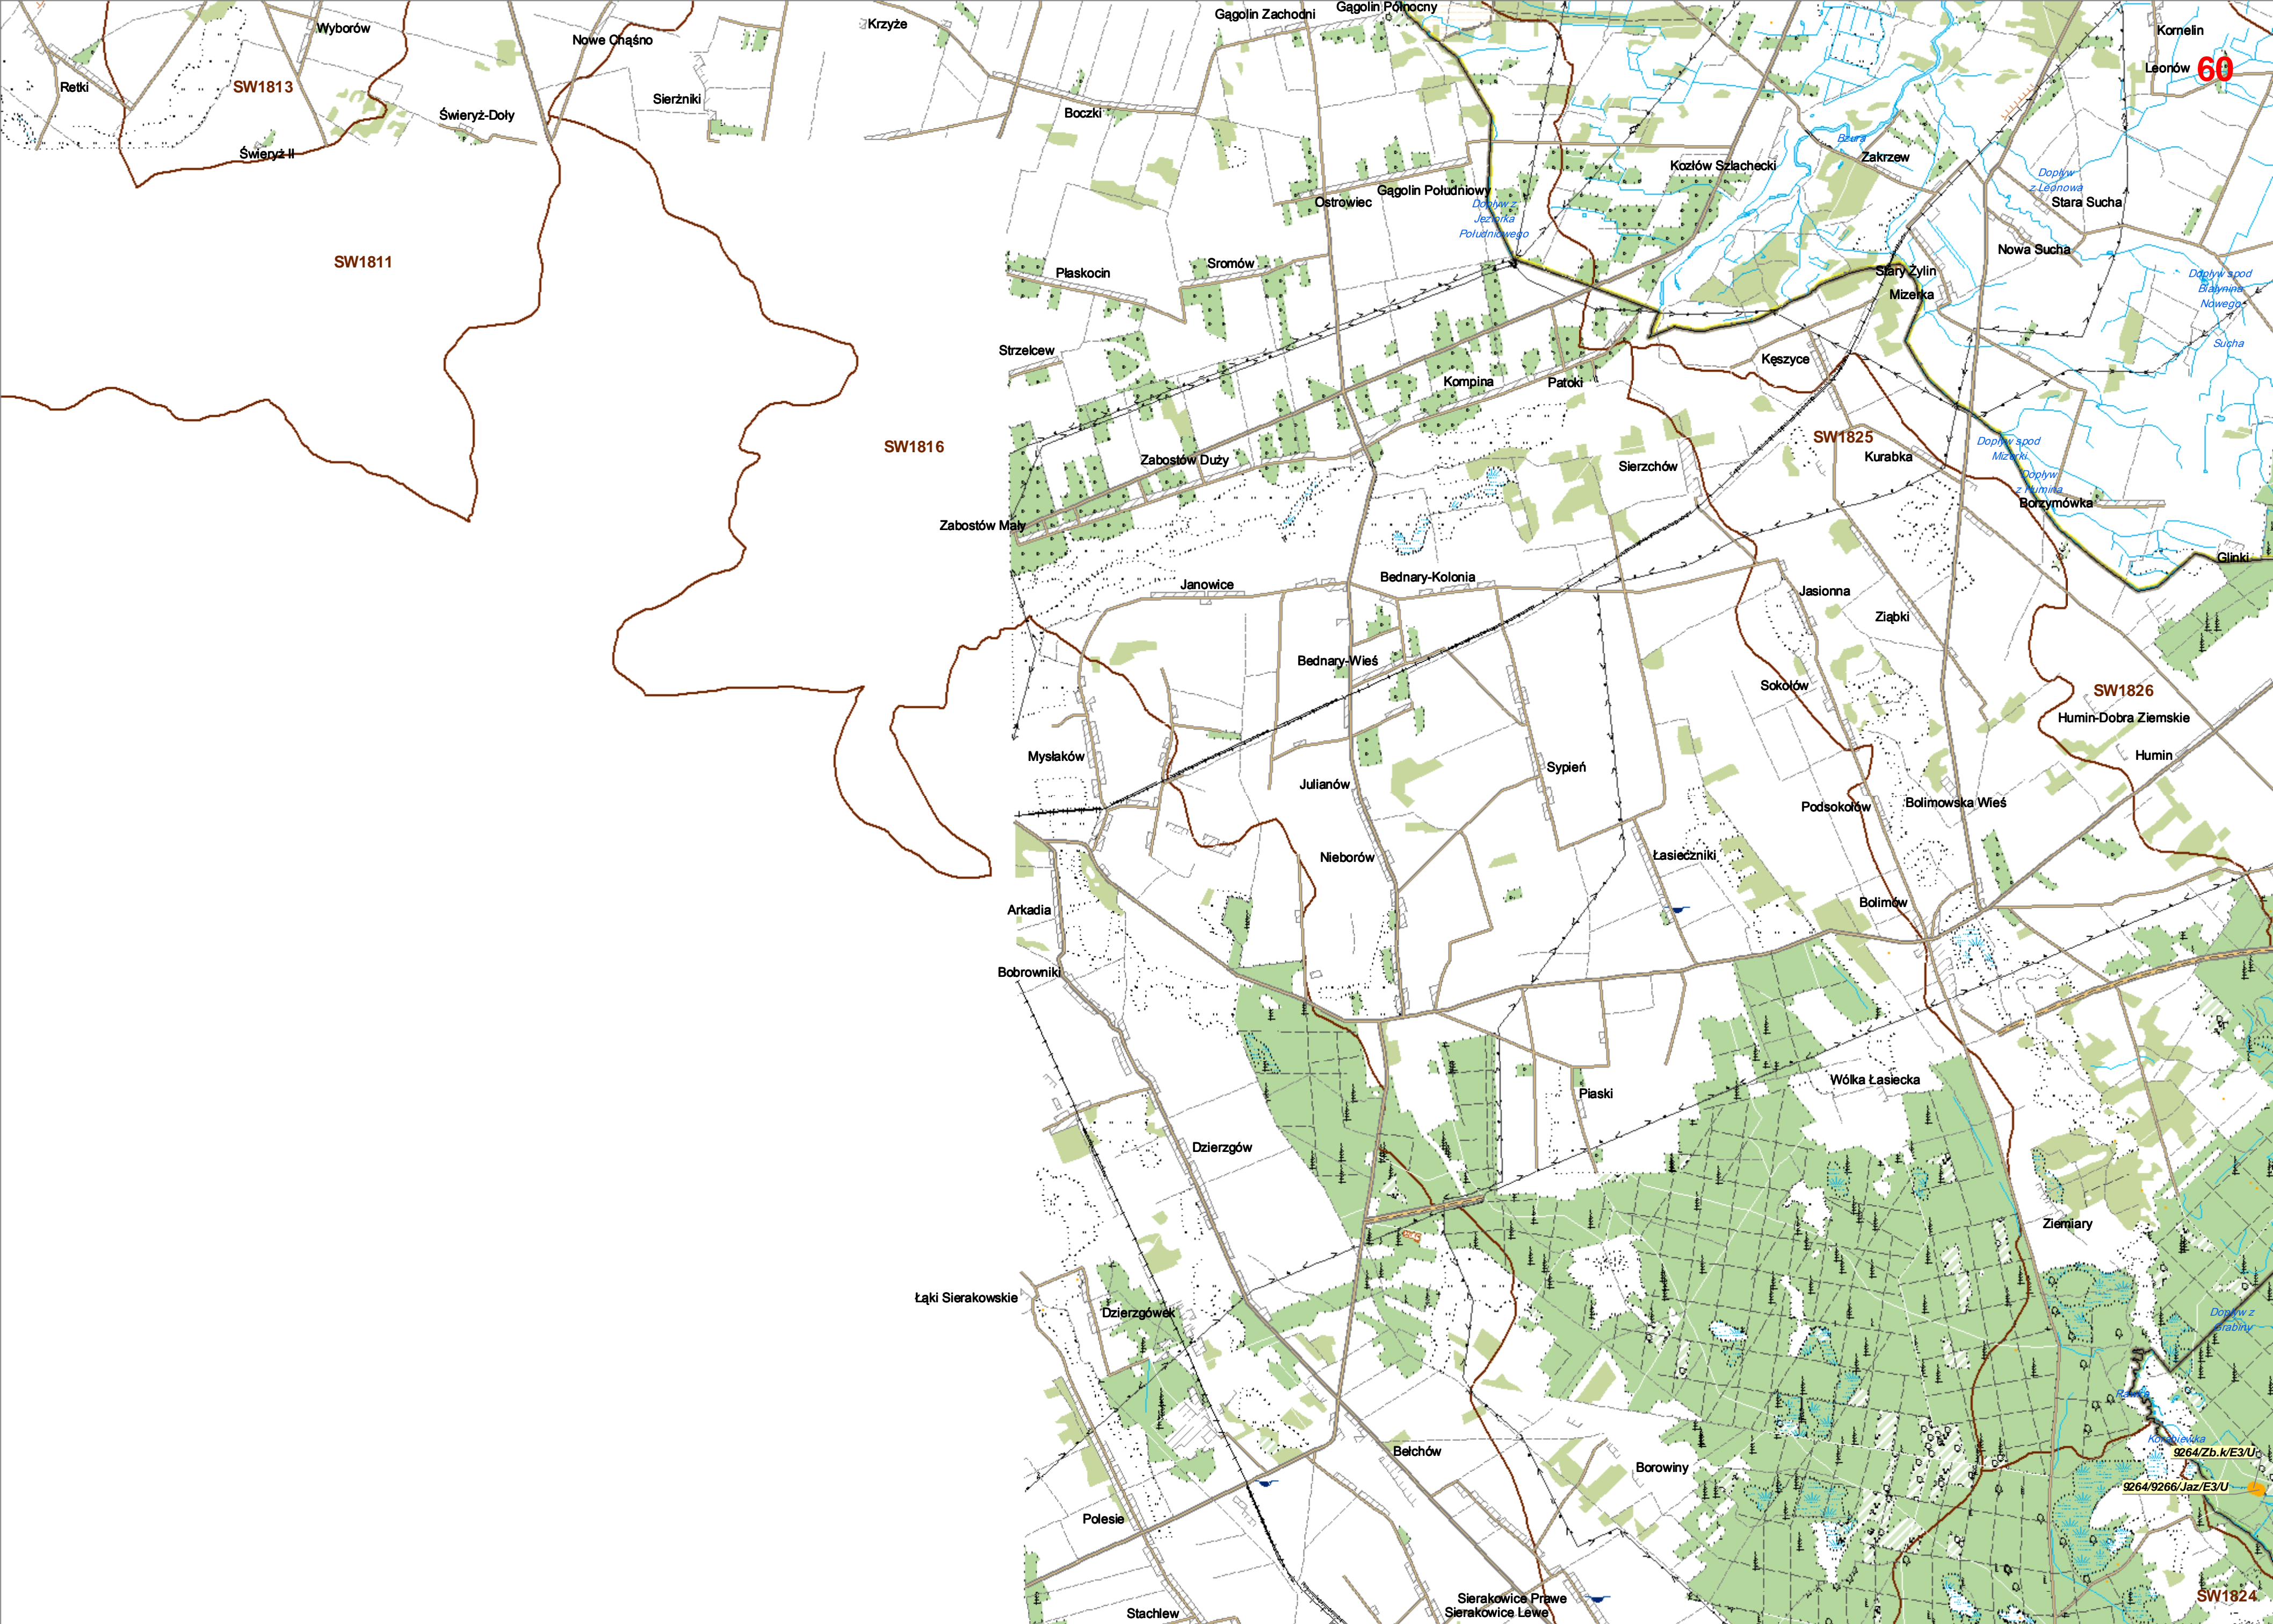 Gągolin Północny
Gągolin Zachodni
Krzyże
Wyborów
Nowe Chąśno
Kornelin
Leonów
60
Retki
SW1813
Sierżniki
Świeryż-Doły
Boczki
Bzura
Świeryż II
Zakrzew
Kozłów Szlachecki
Dopływ
z Leonowa
Gągolin Południowy
Ostrowiec
Stara Sucha
Dopływ z
Jeziorka
Południowego
Nowa Sucha
SW1811
Sromów
Płaskocin
Stary Żylin
Mizerka
Dopływ spod
Białynina
Nowego
Sucha
Strzelcew
Kęszyce
Kompina
Patoki
SW1816
SW1825
Dopływ spod
Mizerki
Kurabka
Zabostów Duży
Sierzchów
Dopływ
z Humina
Borzymówka
Zabostów Mały
Glinki
Janowice
Bednary-Kolonia
Jasionna
Ziąbki
Bednary-Wieś
Sokołów
SW1826
Humin-Dobra Ziemskie
Mysłaków
Humin
Sypień
Julianów
Podsokołów
Bolimowska Wieś
Nieborów
Łasieczniki
Arkadia
Bolimów
Bobrowniki
Wólka Łasiecka
Piaski
Dzierzgów
Ziemiary
Łąki Sierakowskie
Dzierzgówek
Dopływ z
Grabiny
Rawka
Korabiewka
Bełchów
9264/Zb.k/E3/U
Borowiny
9264/9266/Jaz/E3/U
Polesie
SW1824
Sierakowice Prawe
Sierakowice Lewe
Stachlew